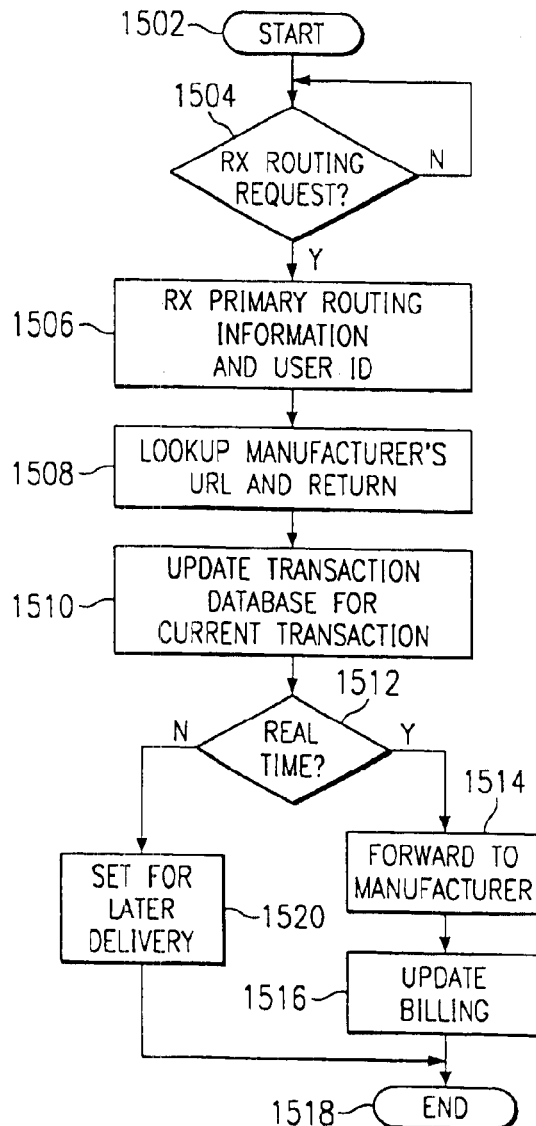 1502
START
1504
RX ROUTING
REQUEST?
N
Y
1506
RX PRIMARY ROUTING
INFORMATION
AND USER ID
1508
LOOKUP MANUFACTURER'S
URL AND RETURN
1510
UPDATE TRANSACTION
DATABASE FOR
CURRENT TRANSACTION
1512
N
REAL
TIME?
Y
1514
FORWARD TO
MANUFACTURER
SET FOR
LATER
DELIVERY
1520
1516
UPDATE
BILLING
1518
END